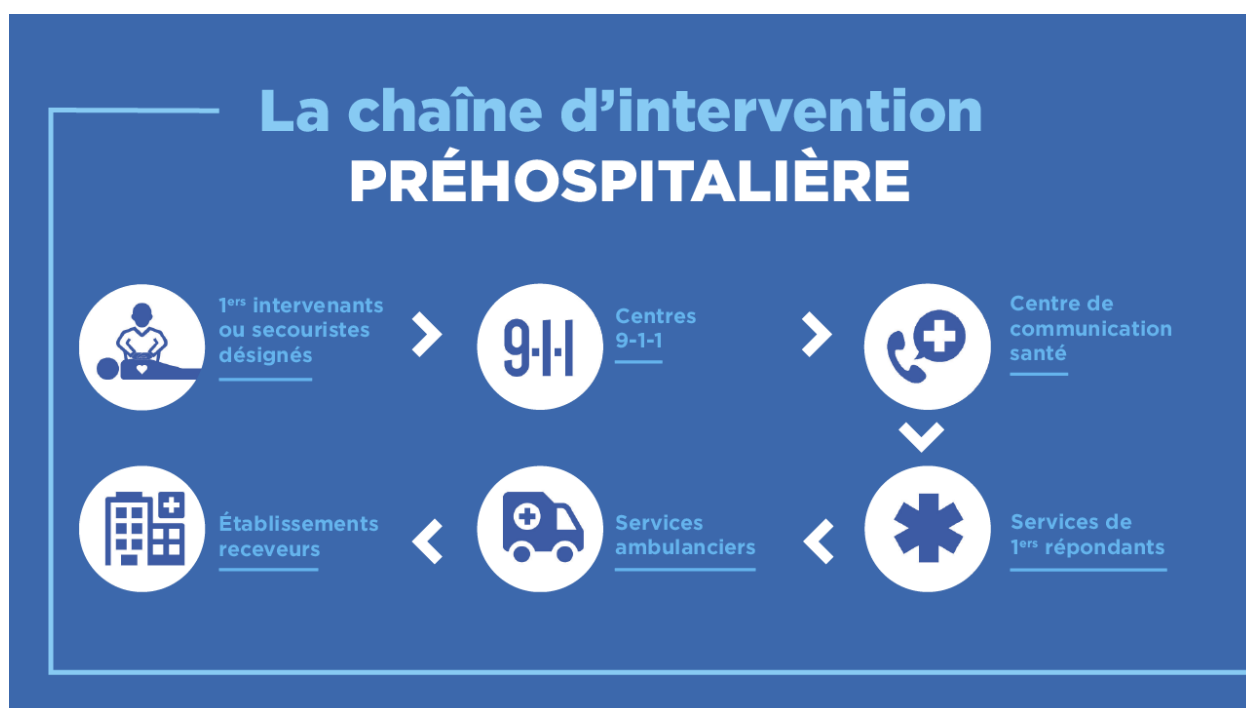 La chaîne d’intervention
PRÉHOSPITALIÈRE
1ers intervenants
ou secouristes
désignés
9-1-1
Centres
9-1-1
Centre de
communication
santé
Services de
1ers répondants
Services
ambulanciers
Établissements
receveurs